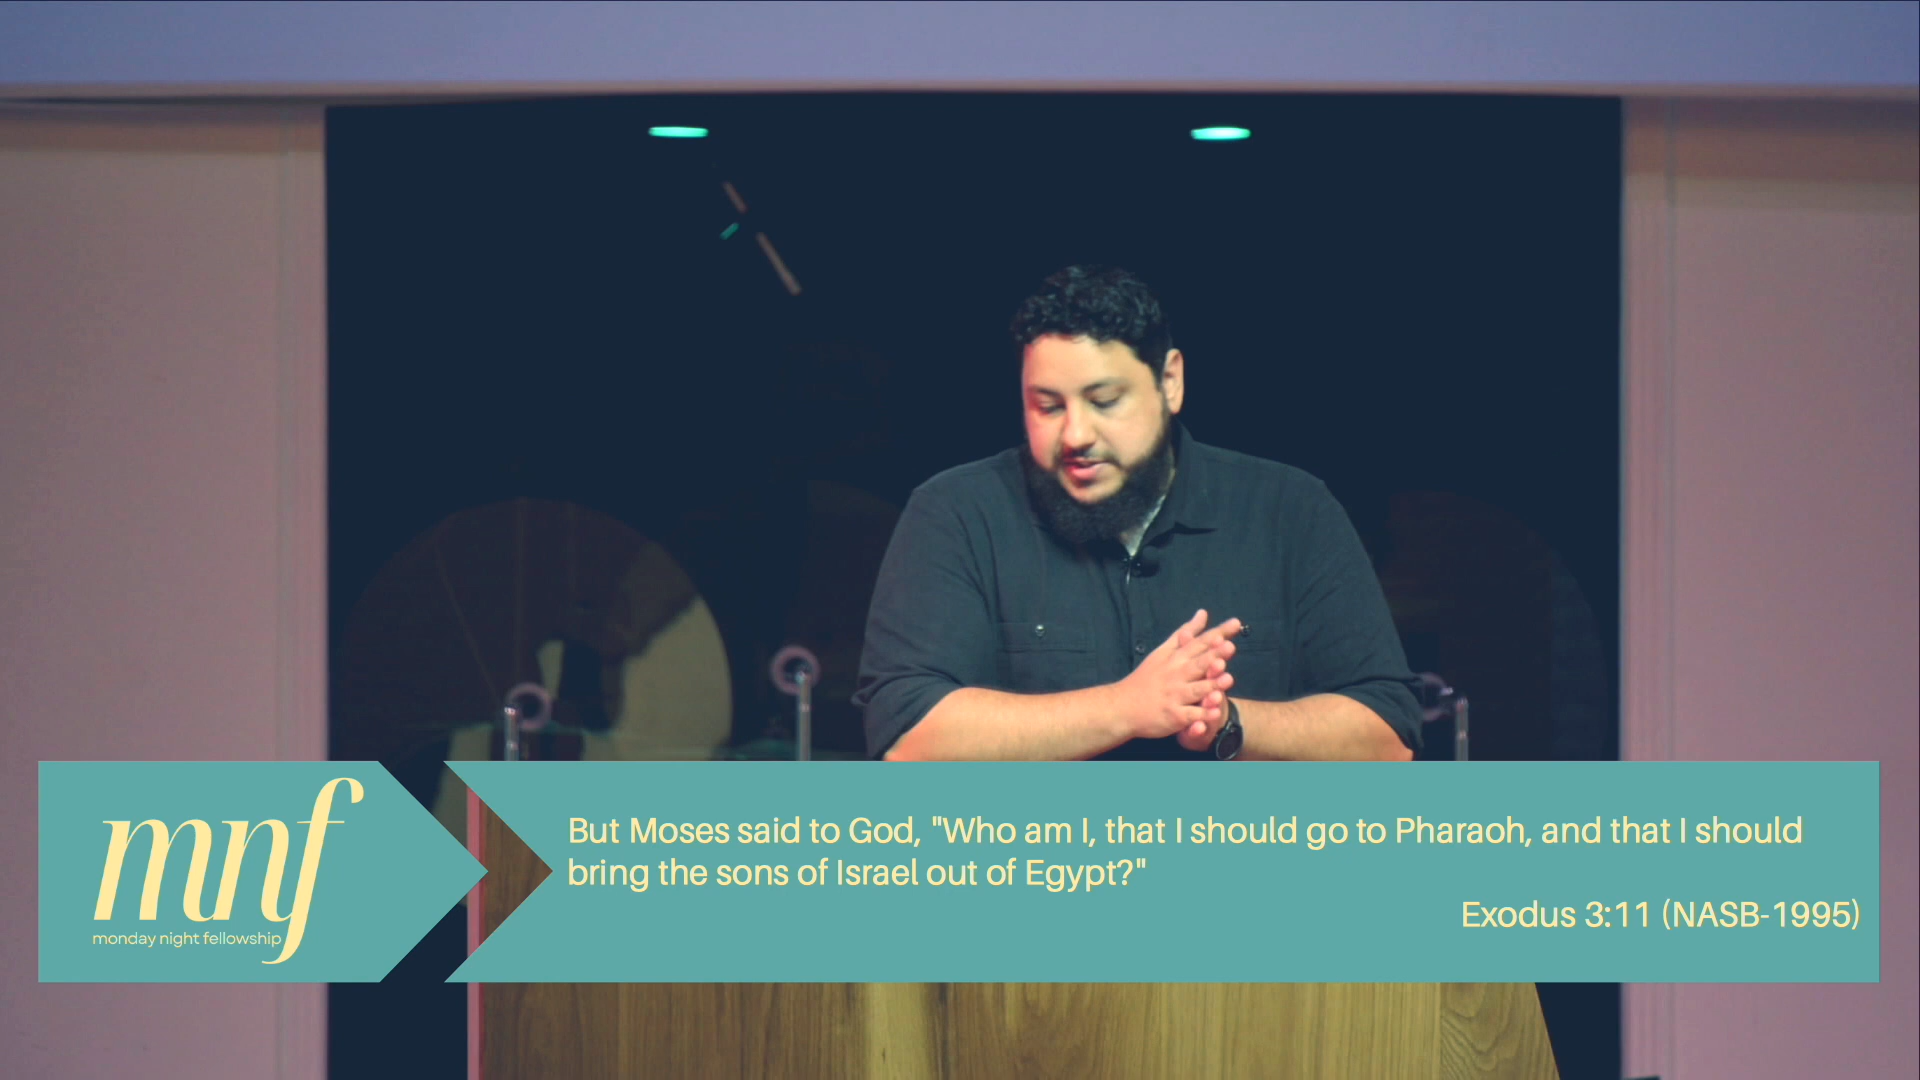 mnf
monday night fellowship
But Moses said to God, "Who am I, that I should go to Pharaoh, and that I should
bring the sons of Israel out of Egypt?"
Exodus 3:11 (NASB-1995)